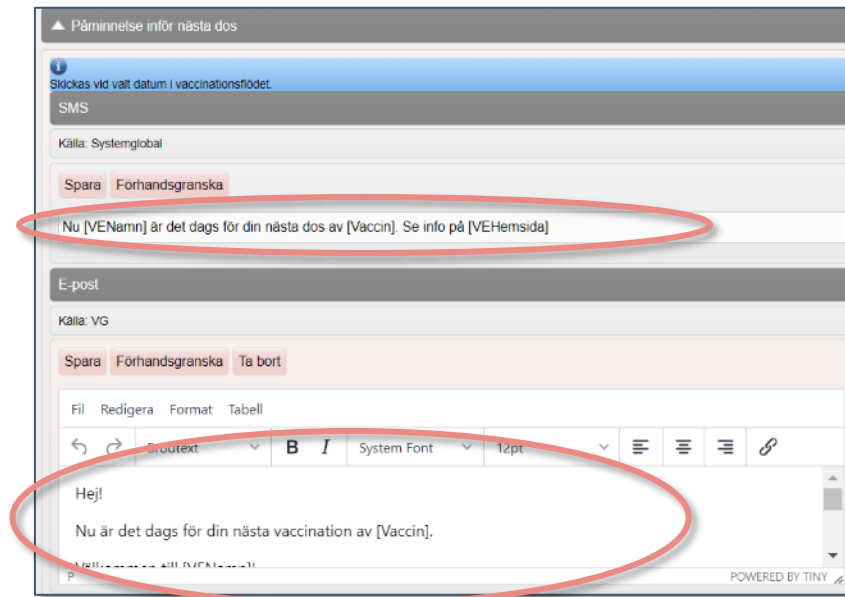 Påminnelse inför nästa dos
Skickas vid valt datum i vaccinationsflödet.
SMS
Källa: Systemglobal
Spara Förhandsgranska
Nu [VENamn] är det dags för din nästa dos av [Vaccin]. Se info på [VEHemsida]
E-post
Källa: VG
Spara Förhandsgranska Ta bort
Fil Redigera Format Tabell
Brödtext B I System Font 12pt
Hej!
Nu är det dags för din nästa vaccination av [Vaccin].
Välkommen till [VENamn]!
P POWERED BY TINY